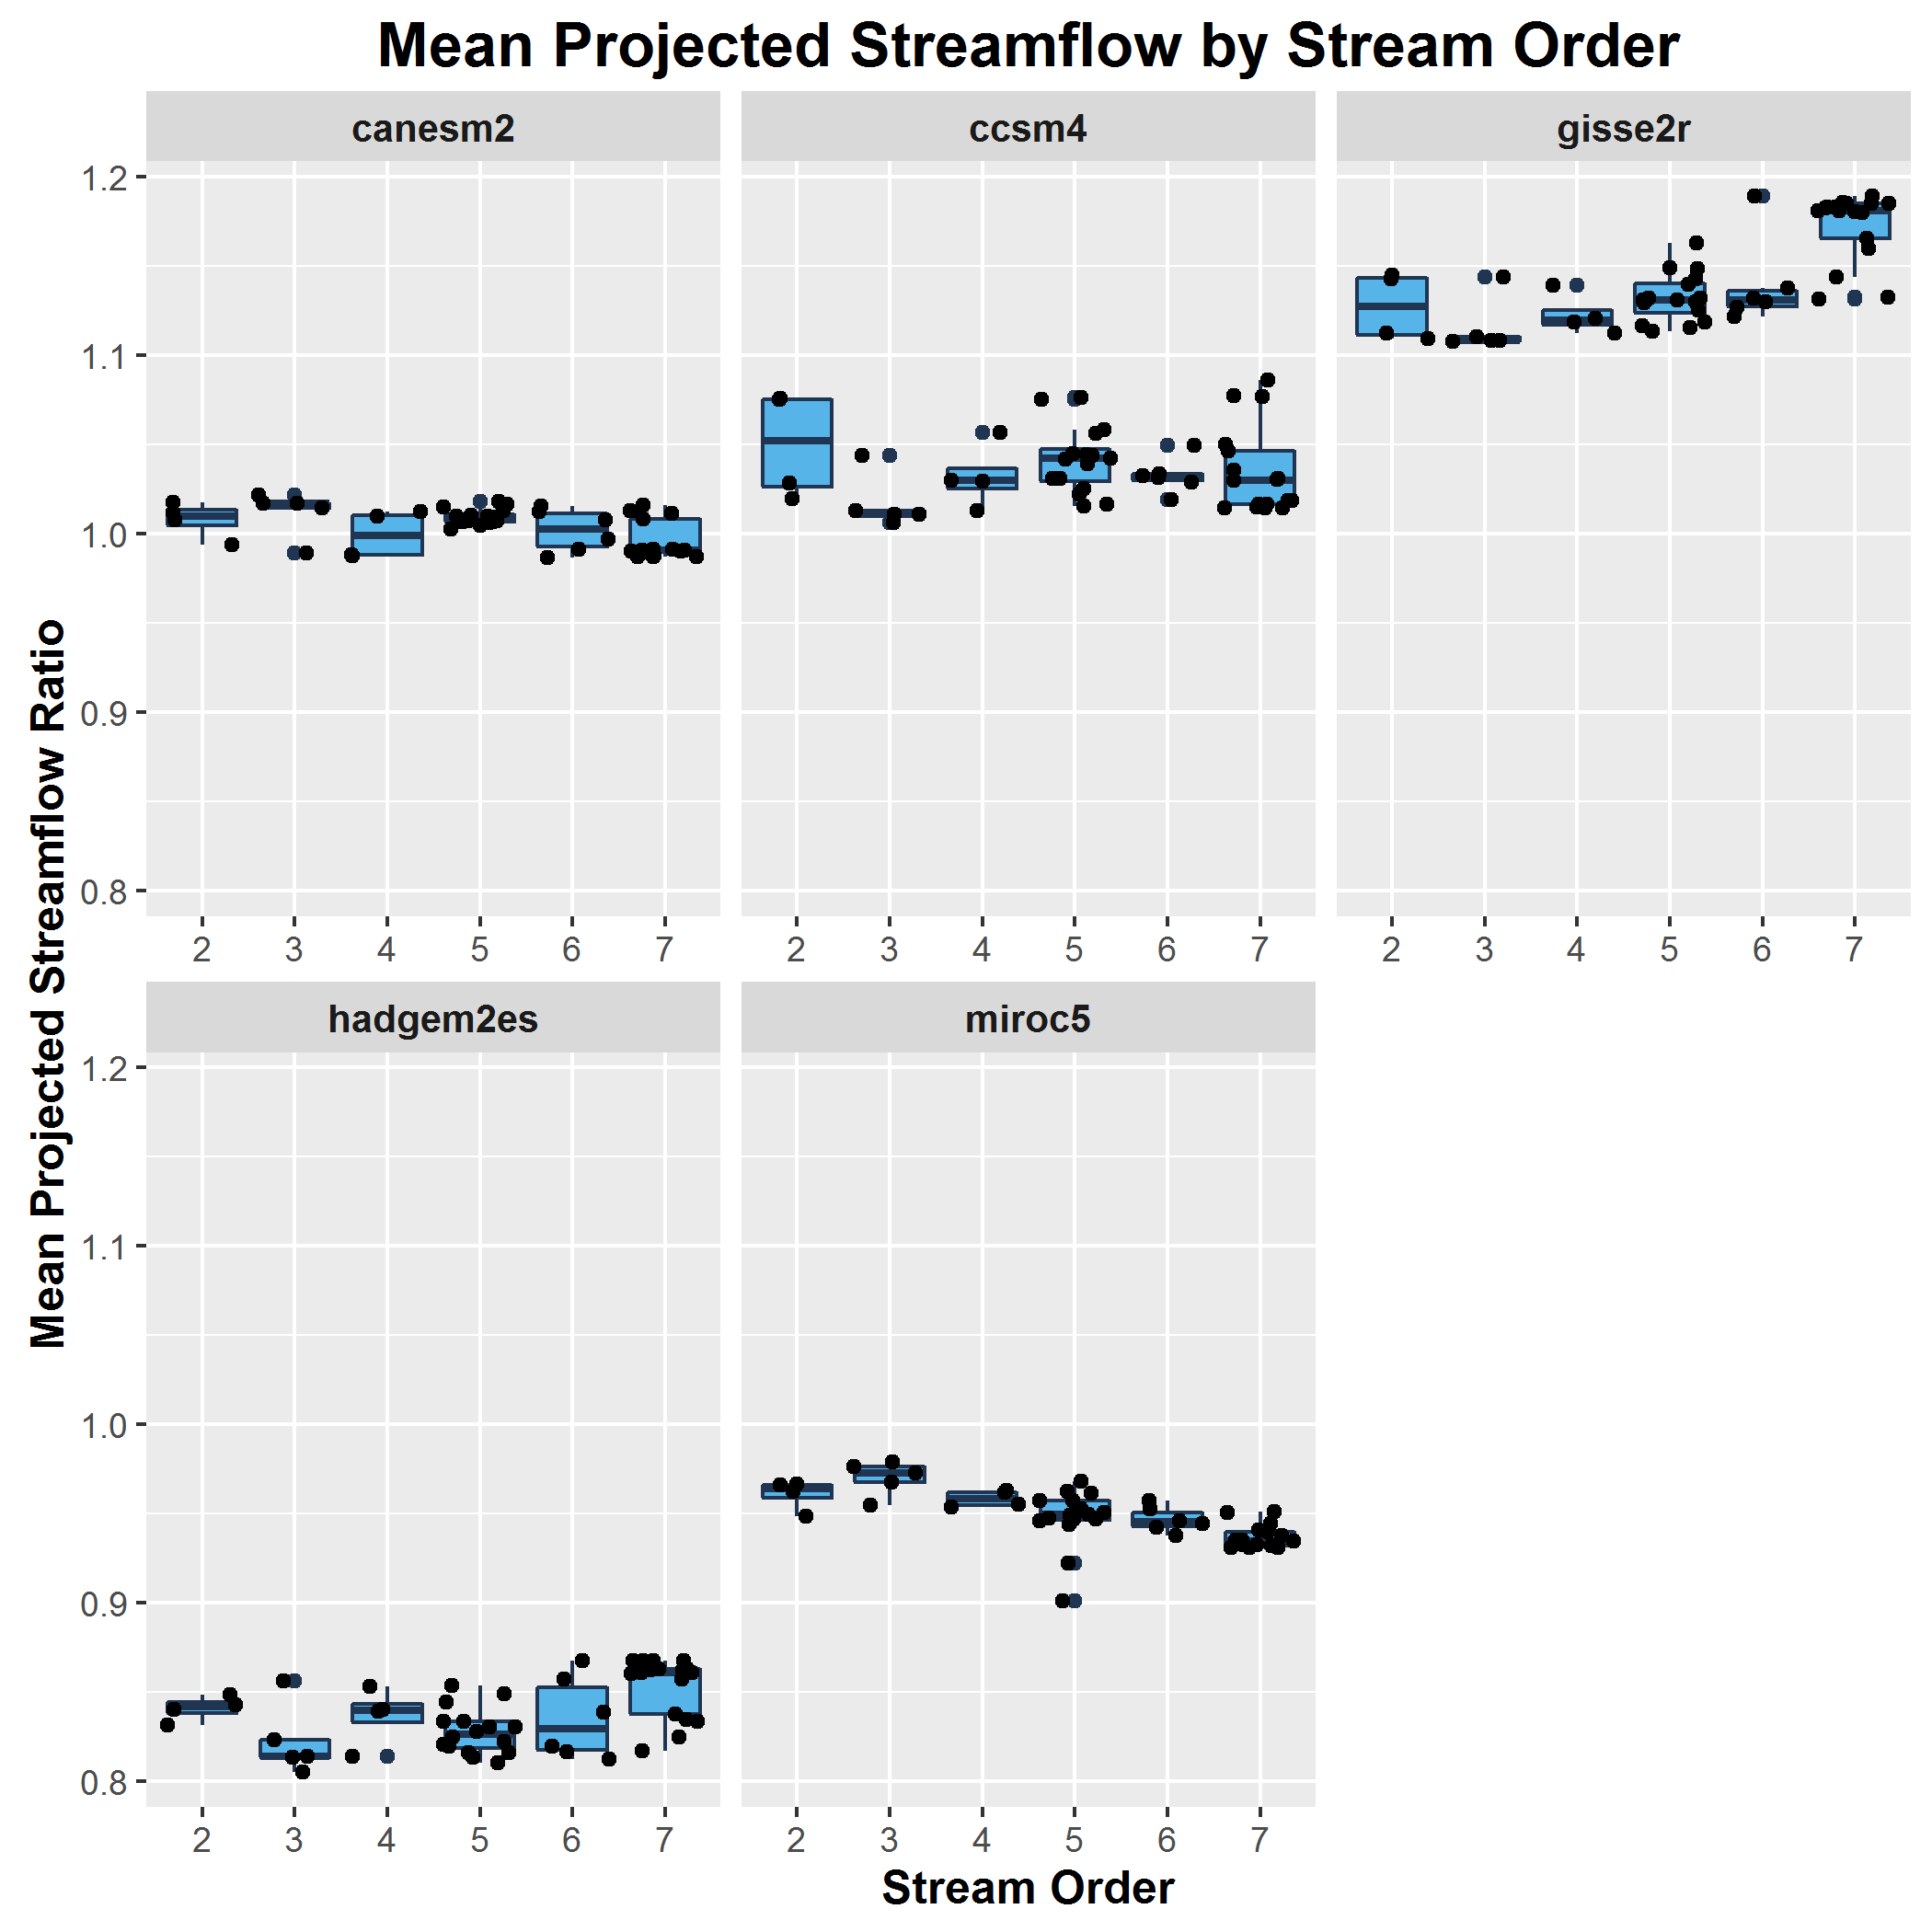 Mean Projected Streamflow by Stream Order
canesm2
ccsm4
gisse2r
1.2
1.1
1.0
0.9
0.8
2 3 4 5 6 7
2 3 4 5 6 7
2 3 4 5 6 7
Mean Projected Streamflow Ratio
hadgem2es
miroc5
1.2
1.1
1.0
0.9
0.8
2 3 4 5 6 7
2 3 4 5 6 7
Stream Order